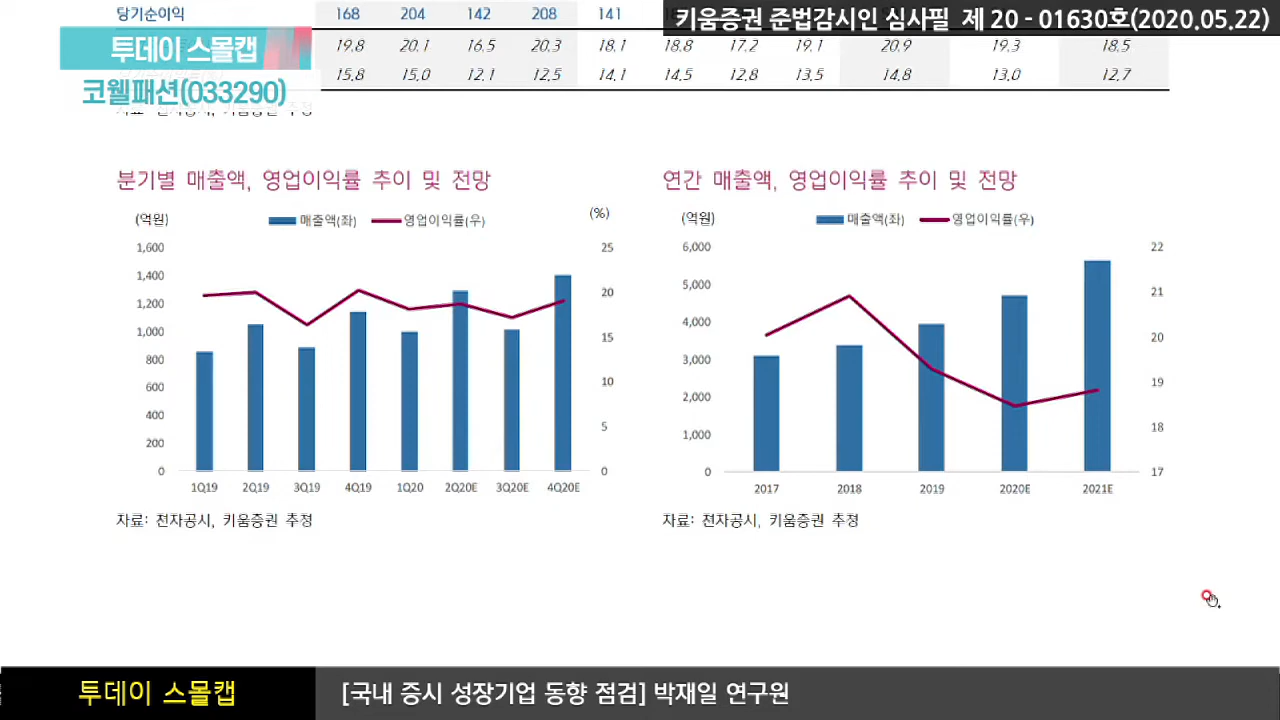 당기순이익 168 204 142 208 141
키움증권 준법감시인 심사필 제 20 - 01630호(2020.05.22)
투데이 스몰캡
19.8 20.1 16.5 20.3 18.1 18.8 17.2 19.1 20.9 19.3 18.5
15.8 15.0 12.1 12.5 14.1 14.5 12.8 13.5 14.8 13.0 12.7
코웰패션(033290)
자료: 전자공시, 키움증권 추정
분기별 매출액, 영업이익률 추이 및 전망
(억원)
매출액(좌) 영업이익률(우)
(%)
1,600 25
1,400
1,200 20
1,000 15
800
600 10
400 5
200
0 0
1Q19 2Q19 3Q19 4Q19 1Q20 2Q20E 3Q20E 4Q20E
자료: 전자공시, 키움증권 추정
연간 매출액, 영업이익률 추이 및 전망
(억원)
매출액(좌) 영업이익률(우)
6,000 22
5,000 21
4,000 20
3,000 19
2,000 18
1,000
0 17
2017 2018 2019 2020E 2021E
자료: 전자공시, 키움증권 추정
투데이 스몰캡
[국내 증시 성장기업 동향 점검] 박재일 연구원